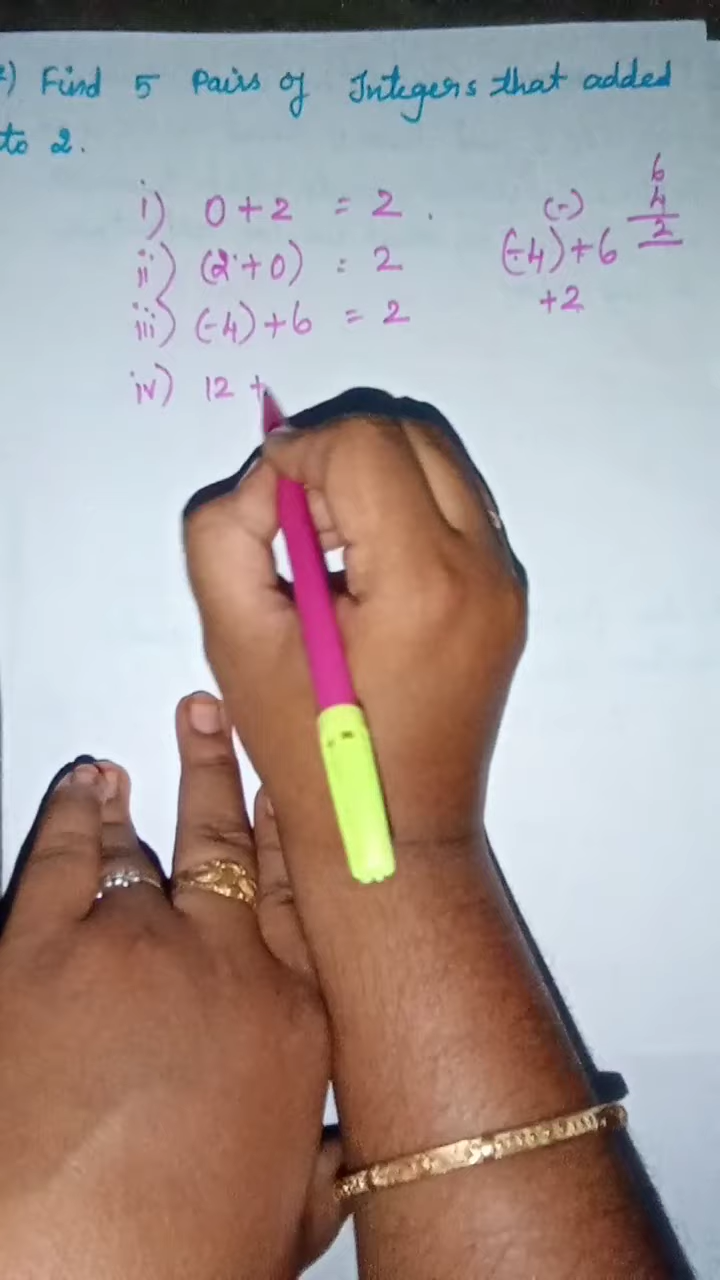 ) Find 5 Pairs of Integers that added
to 2.
i) 0+2 = 2 .
ii) (2+0) = 2
iii) (-4)+6 = 2
iv) 12 +
(-)
(-4)+6
+2
6
4
2